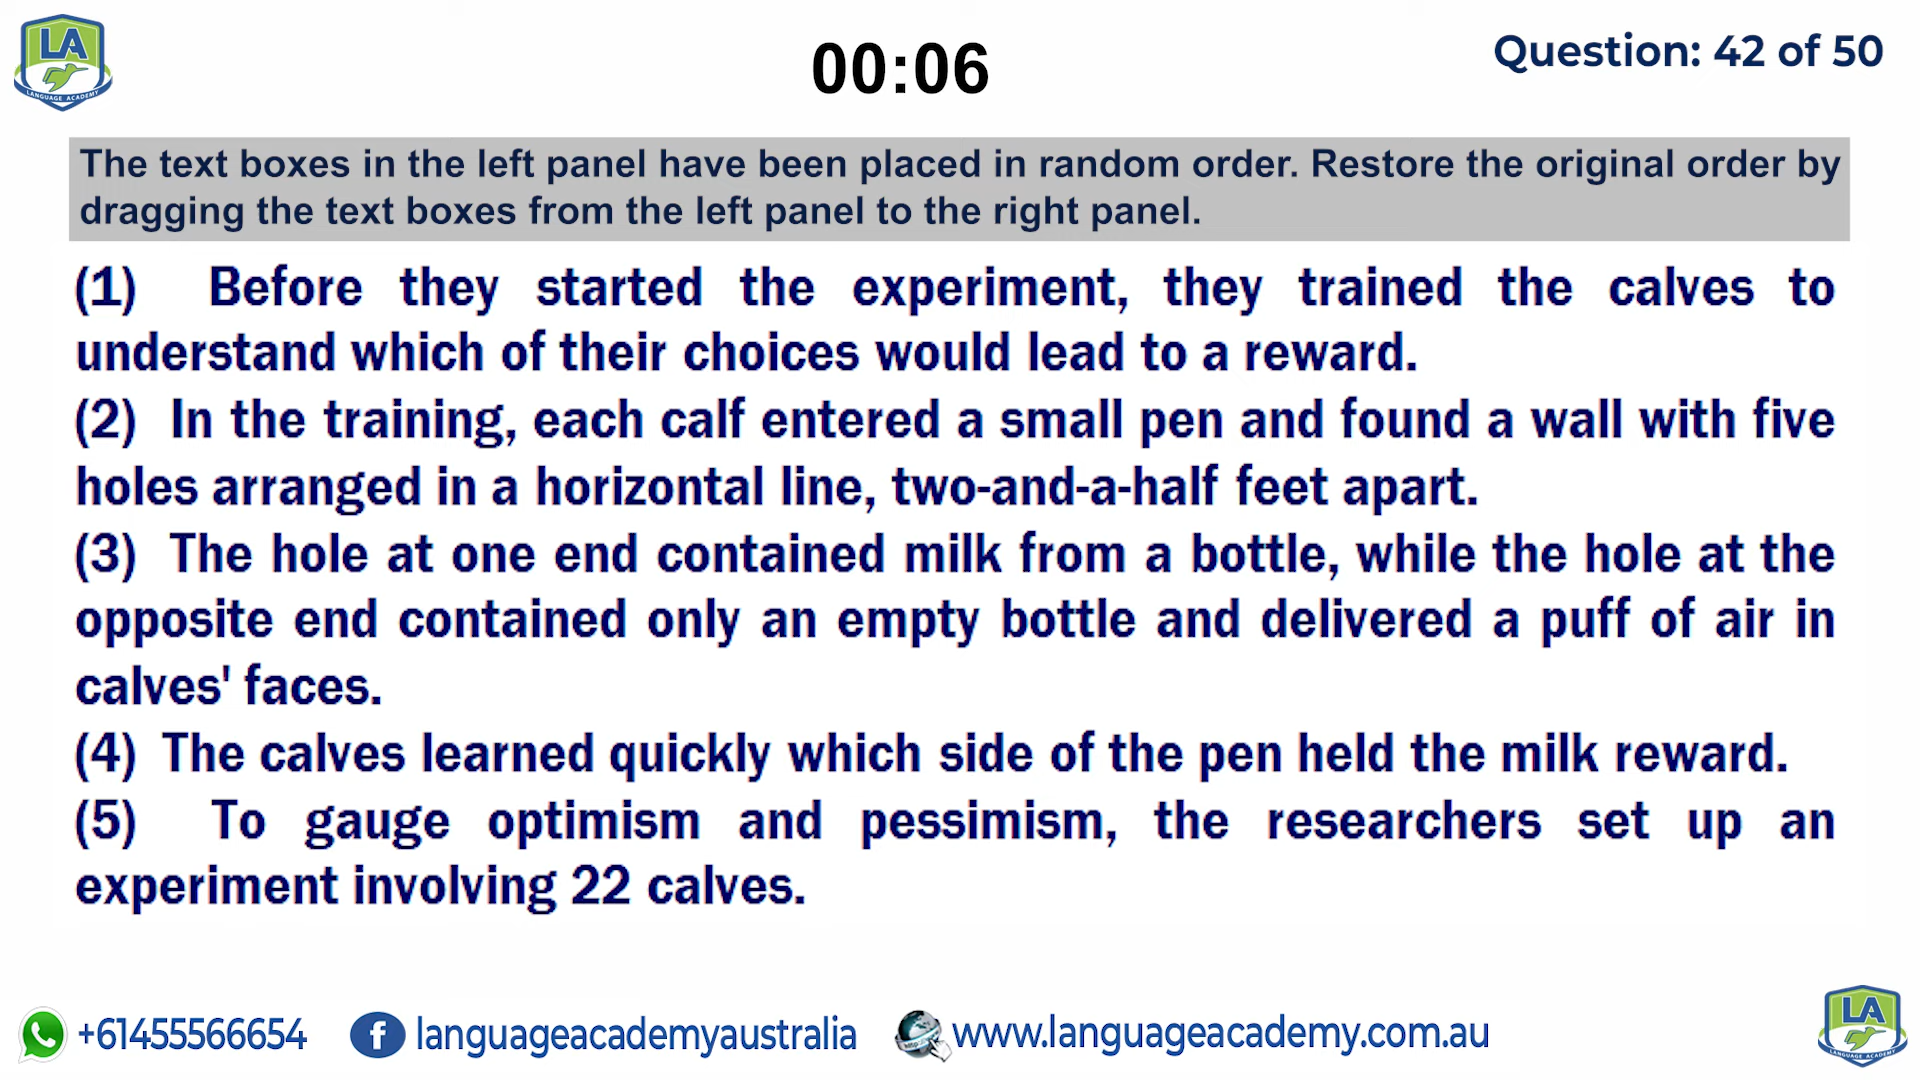 LA
LANGUAGE ACADEMY
00:06
Question: 42 of 50
The text boxes in the left panel have been placed in random order. Restore the original order by
dragging the text boxes from the left panel to the right panel.
(1) Before they started the experiment, they trained the calves to
understand which of their choices would lead to a reward.
(2) In the training, each calf entered a small pen and found a wall with five
holes arranged in a horizontal line, two-and-a-half feet apart.
(3) The hole at one end contained milk from a bottle, while the hole at the
opposite end contained only an empty bottle and delivered a puff of air in
calves' faces.
(4) The calves learned quickly which side of the pen held the milk reward.
(5) To gauge optimism and pessimism, the researchers set up an
experiment involving 22 calves.
+61455566654
f languageacademyaustralia
www.languageacademy.com.au
LA
LANGUAGE ACADEMY